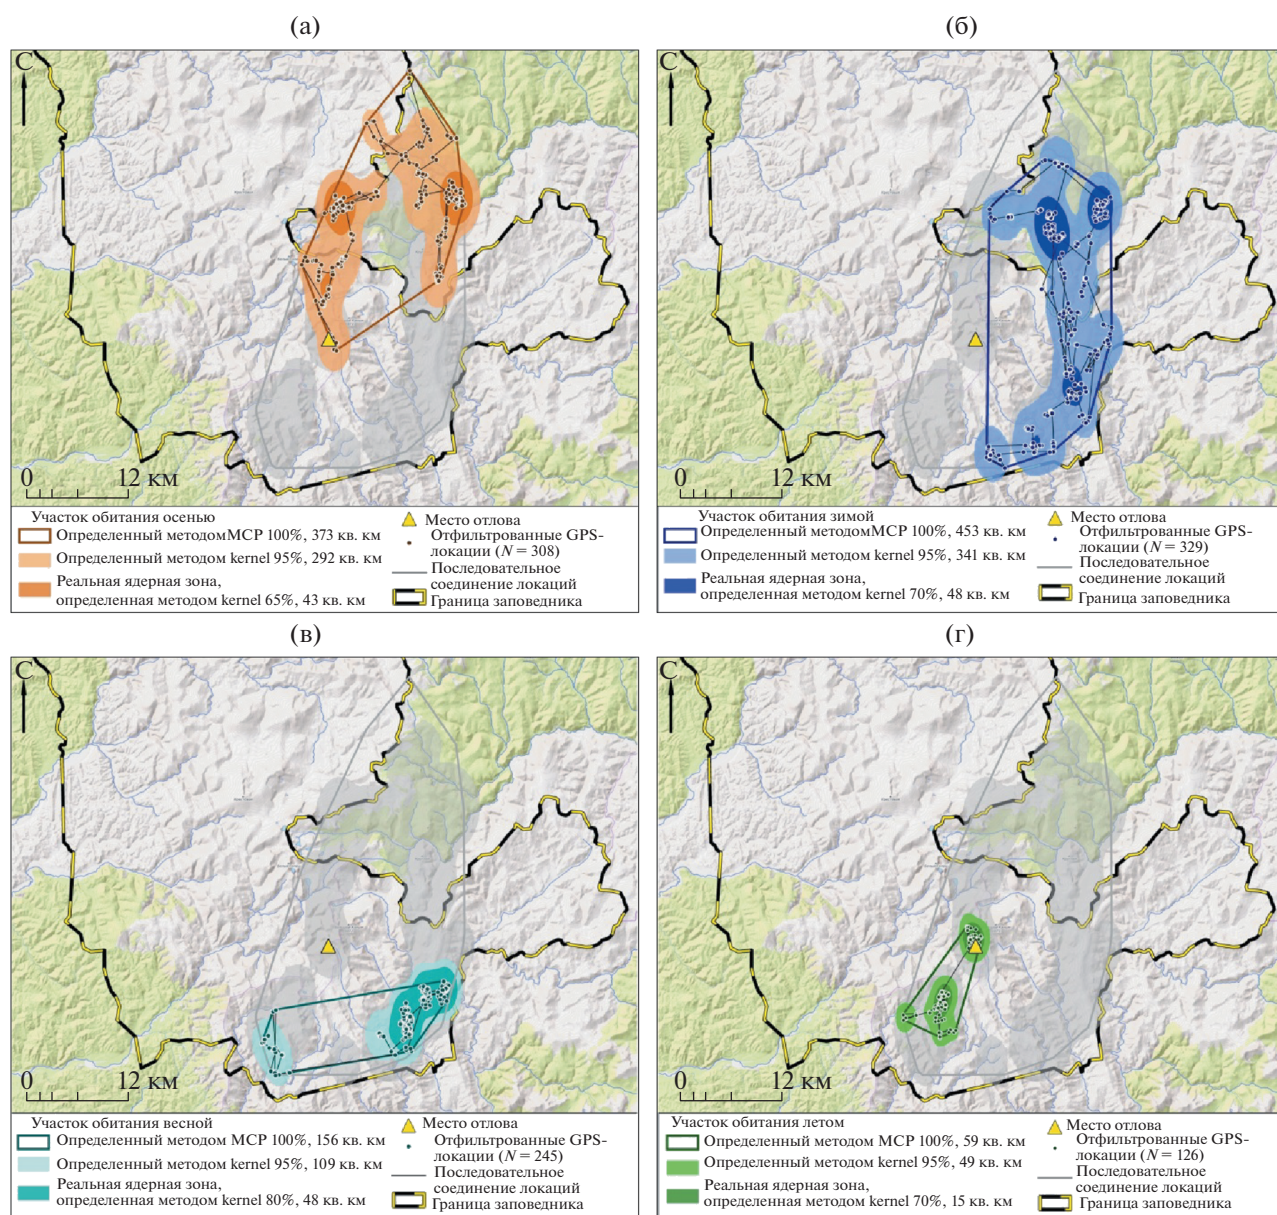 (а)
С
0 12 км
Участок обитания осенью
Определенный методом MCP 100%, 373 кв. км
Определенный методом kernel 95%, 292 кв. км
Реальная ядерная зона,
определенная методом kernel 65%, 43 кв. км
Место отлова
Отфильтрованные GPS-
локации (N = 308)
Последовательное
соединение локаций
Граница заповедника
(б)
С
0 12 км
Участок обитания зимой
Определенный методом MCP 100%, 453 кв. км
Определенный методом kernel 95%, 341 кв. км
Реальная ядерная зона,
определенная методом kernel 70%, 48 кв. км
Место отлова
Отфильтрованные GPS-
локации (N = 329)
Последовательное
соединение локаций
Граница заповедника
(в)
С
0 12 км
Участок обитания весной
Определенный методом MCP 100%, 156 кв. км
Определенный методом kernel 95%, 109 кв. км
Реальная ядерная зона,
определенная методом kernel 80%, 48 кв. км
Место отлова
Отфильтрованные GPS-
локации (N = 245)
Последовательное
соединение локаций
Граница заповедника
(г)
С
0 12 км
Участок обитания летом
Определенный методом MCP 100%, 59 кв. км
Определенный методом kernel 95%, 49 кв. км
Реальная ядерная зона,
определенная методом kernel 70%, 15 кв. км
Место отлова
Отфильтрованные GPS-
локации (N = 126)
Последовательное
соединение локаций
Граница заповедника